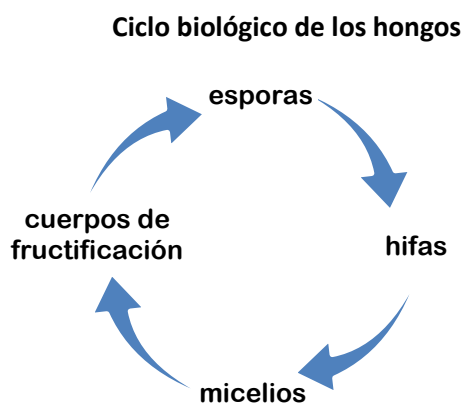 Ciclo biológico de los hongos
esporas
hifas
micelios
cuerpos de
fructificación